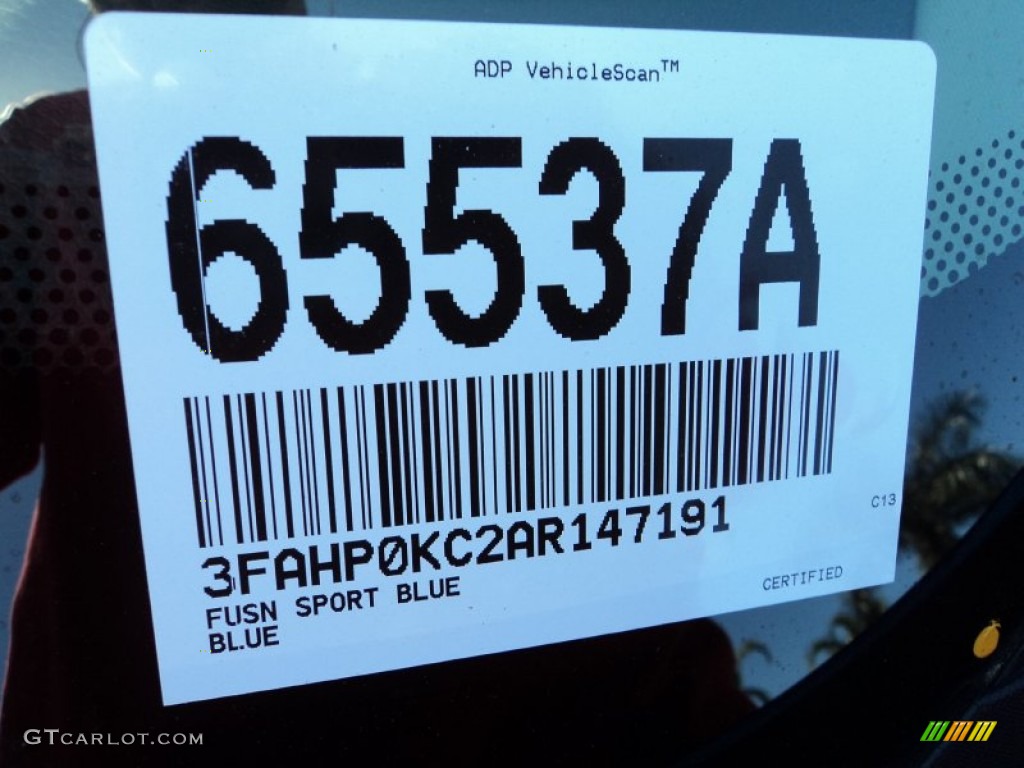 ADP VehicleScan™
65537A
3FAHP0KC2AR147191
C13
FUSN SPORT BLUE
CERTIFIED
BLUE
GTCARLOT.COM